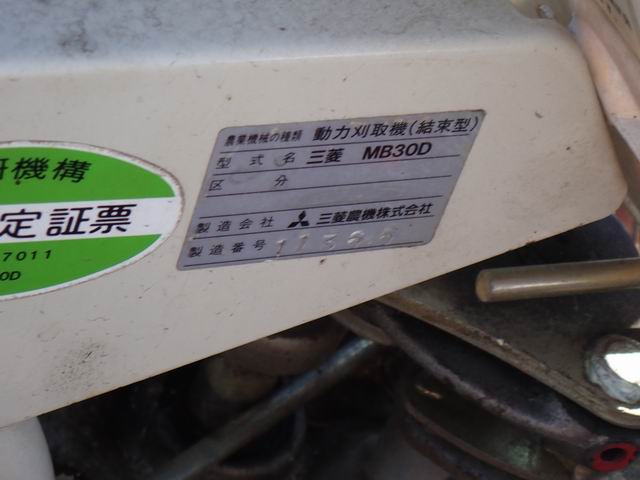 農業機械の種類 動力刈取機(結束型)
型式名 三菱 MB30D
区分
製造会社 三菱農機株式会社
製造番号
研機構
定証票
7011
0D